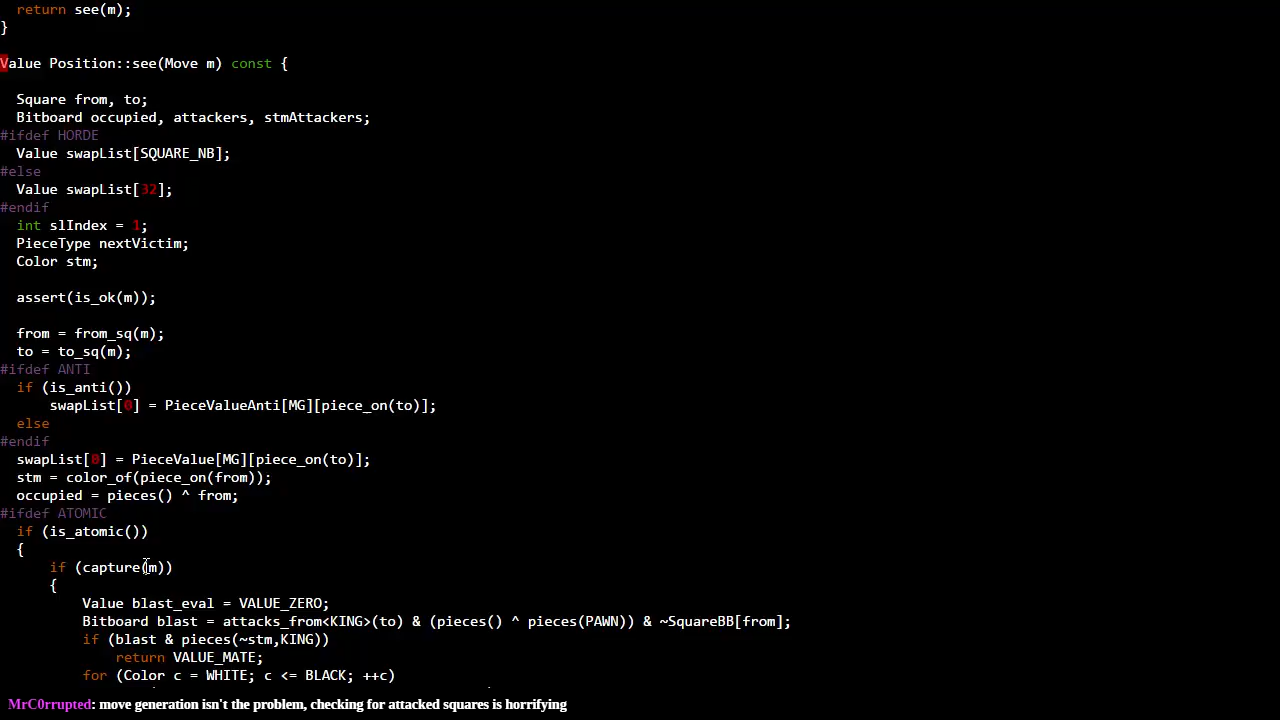 return see(m);
}
Value Position::see(Move m) const {
Square from, to;
Bitboard occupied, attackers, stmAttackers;
#ifdef HORDE
Value swapList[SQUARE_NB];
#else
Value swapList[32];
#endif
int slIndex = 1;
PieceType nextVictim;
Color stm;
assert(is_ok(m));
from = from_sq(m);
to = to_sq(m);
#ifdef ANTI
if (is_anti())
swapList[0] = PieceValueAnti[MG][piece_on(to)];
else
#endif
swapList[0] = PieceValue[MG][piece_on(to)];
stm = color_of(piece_on(from));
occupied = pieces() ^ from;
#ifdef ATOMIC
if (is_atomic())
{
if (capture(m))
{
Value blast_eval = VALUE_ZERO;
Bitboard blast = attacks_from<KING>(to) & (pieces() ^ pieces(PAWN)) & ~SquareBB[from];
if (blast & pieces(~stm,KING))
return VALUE_MATE;
for (Color c = WHITE; c <= BLACK; ++c)
MrC0rrupted: move generation isn't the problem, checking for attacked squares is horrifying